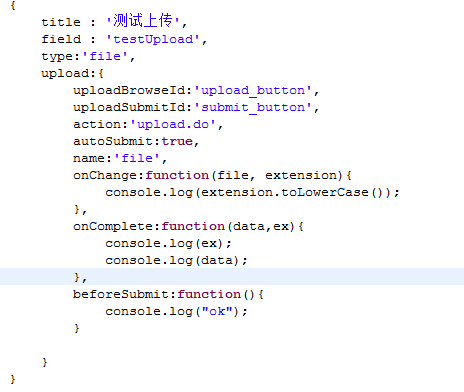 {
title : '测试上传',
field : 'testUpload',
type:'file',
upload:{
uploadBrowseId:'upload_button',
uploadSubmitId:'submit_button',
action:'upload.do',
autoSubmit:true,
name:'file',
onChange:function(file, extension){
console.log(extension.toLowerCase());
},
onComplete:function(data,ex){
console.log(ex);
console.log(data);
},
beforeSubmit:function(){
console.log("ok");
}
}
}